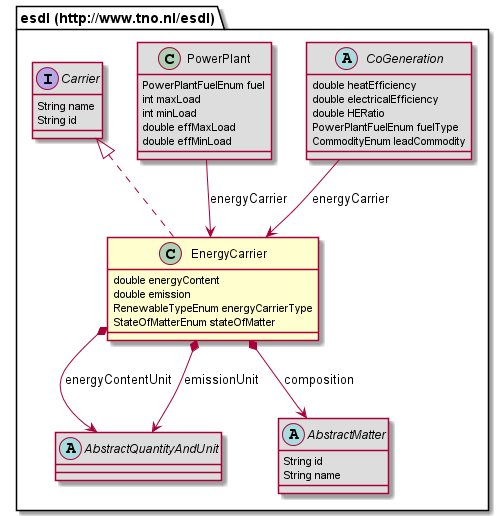 esdl (http://www.tno.nl/esdl)
I Carrier
String name
String id
C PowerPlant
PowerPlantFuelEnum fuel
int maxLoad
int minLoad
double effMaxLoad
double effMinLoad
A CoGeneration
double heatEfficiency
double electricalEfficiency
double HERatio
PowerPlantFuelEnum fuelType
CommodityEnum leadCommodity
energyCarrier
energyCarrier
C EnergyCarrier
double energyContent
double emission
RenewableTypeEnum energyCarrierType
StateOfMatterEnum stateOfMatter
energyContentUnit
emissionUnit
composition
A AbstractQuantityAndUnit
A AbstractMatter
String id
String name